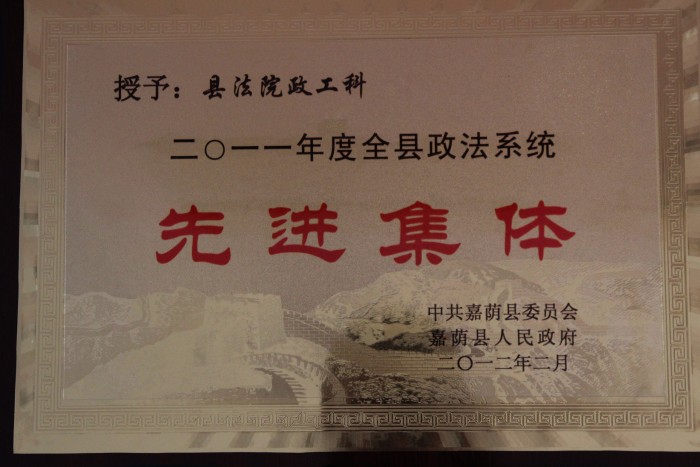 授予：县法院政工科
二〇一一年度全县政法系统
先进集体
中共嘉荫县委员会
嘉荫县人民政府
二〇一二年二月